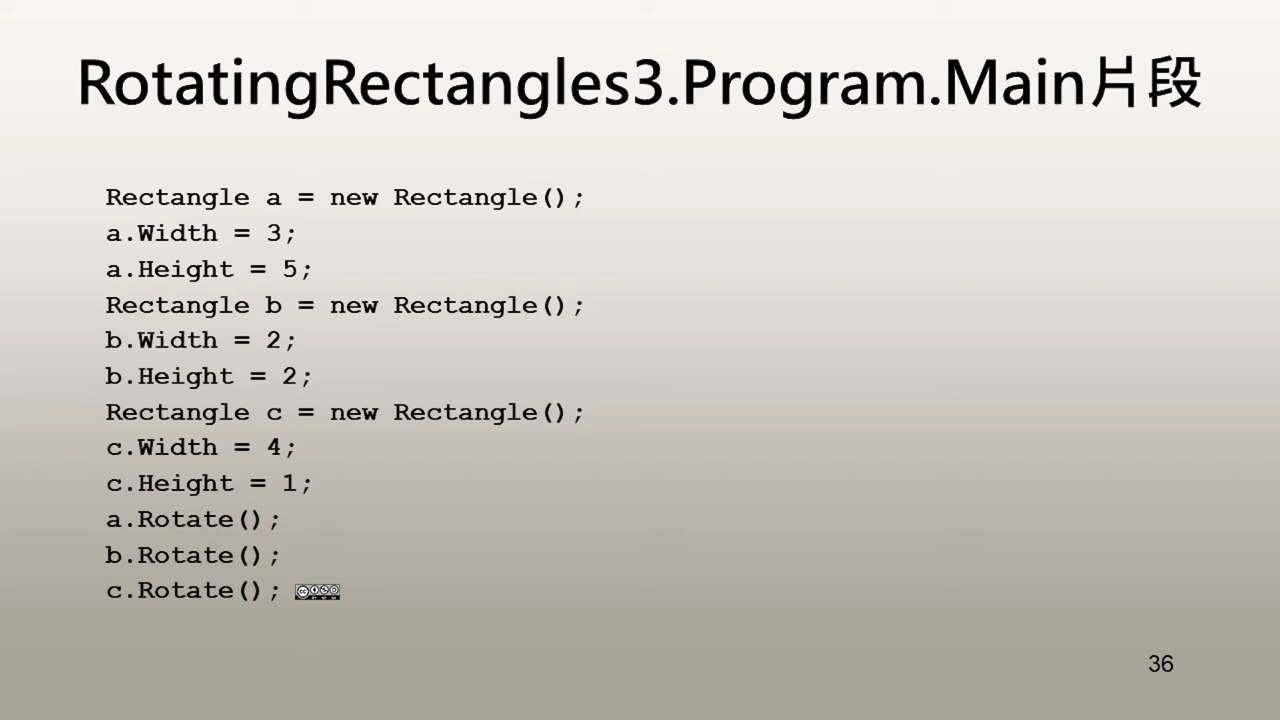 RotatingRectangles3.Program.Main片段
Rectangle a = new Rectangle();
a.Width = 3;
a.Height = 5;
Rectangle b = new Rectangle();
b.Width = 2;
b.Height = 2;
Rectangle c = new Rectangle();
c.Width = 4;
c.Height = 1;
a.Rotate();
b.Rotate();
c.Rotate();
36